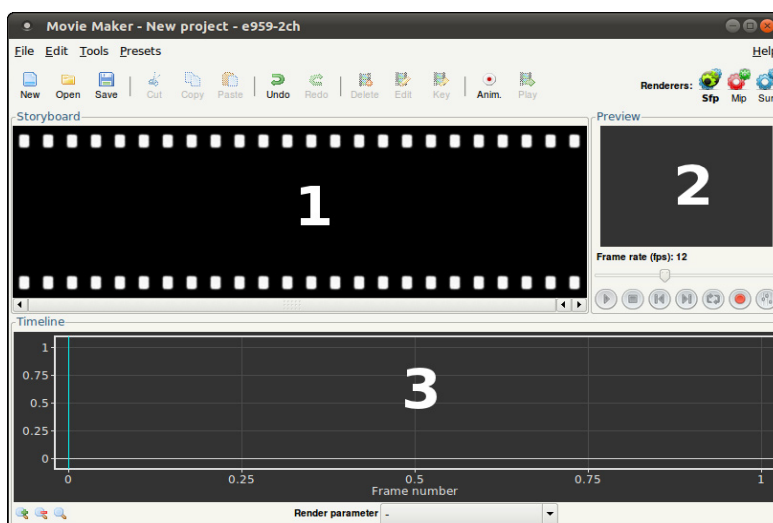 Movie Maker - New project - e959-2ch
File Edit Tools Presets Help
New Open Save Cut Copy Paste Undo Redo Delete Edit Key Anim. Play Renderers: Sfp Mip Sur
Storyboard
Preview
1
2
Frame rate (fps): 12
Timeline
1
0.75
0.5
0.25
0
3
0 0.25 0.5 0.75 1
Frame number
Render parameter -